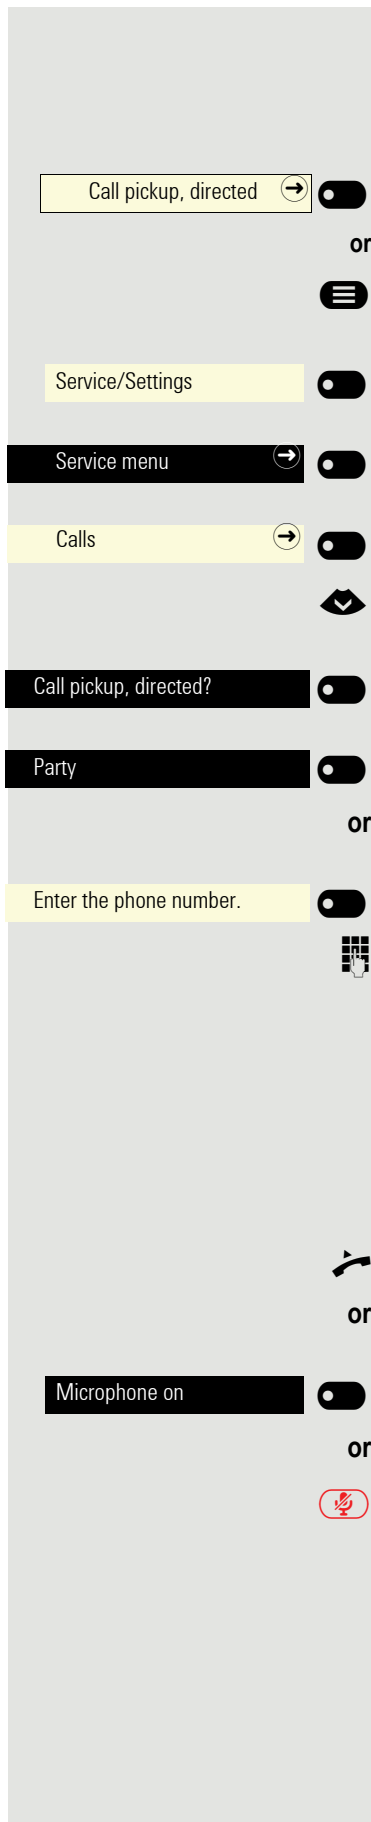 Call pickup, directed
or
Service/Settings
Service menu
Calls
Call pickup, directed?
Party
or
Enter the phone number.
or
Microphone on
or